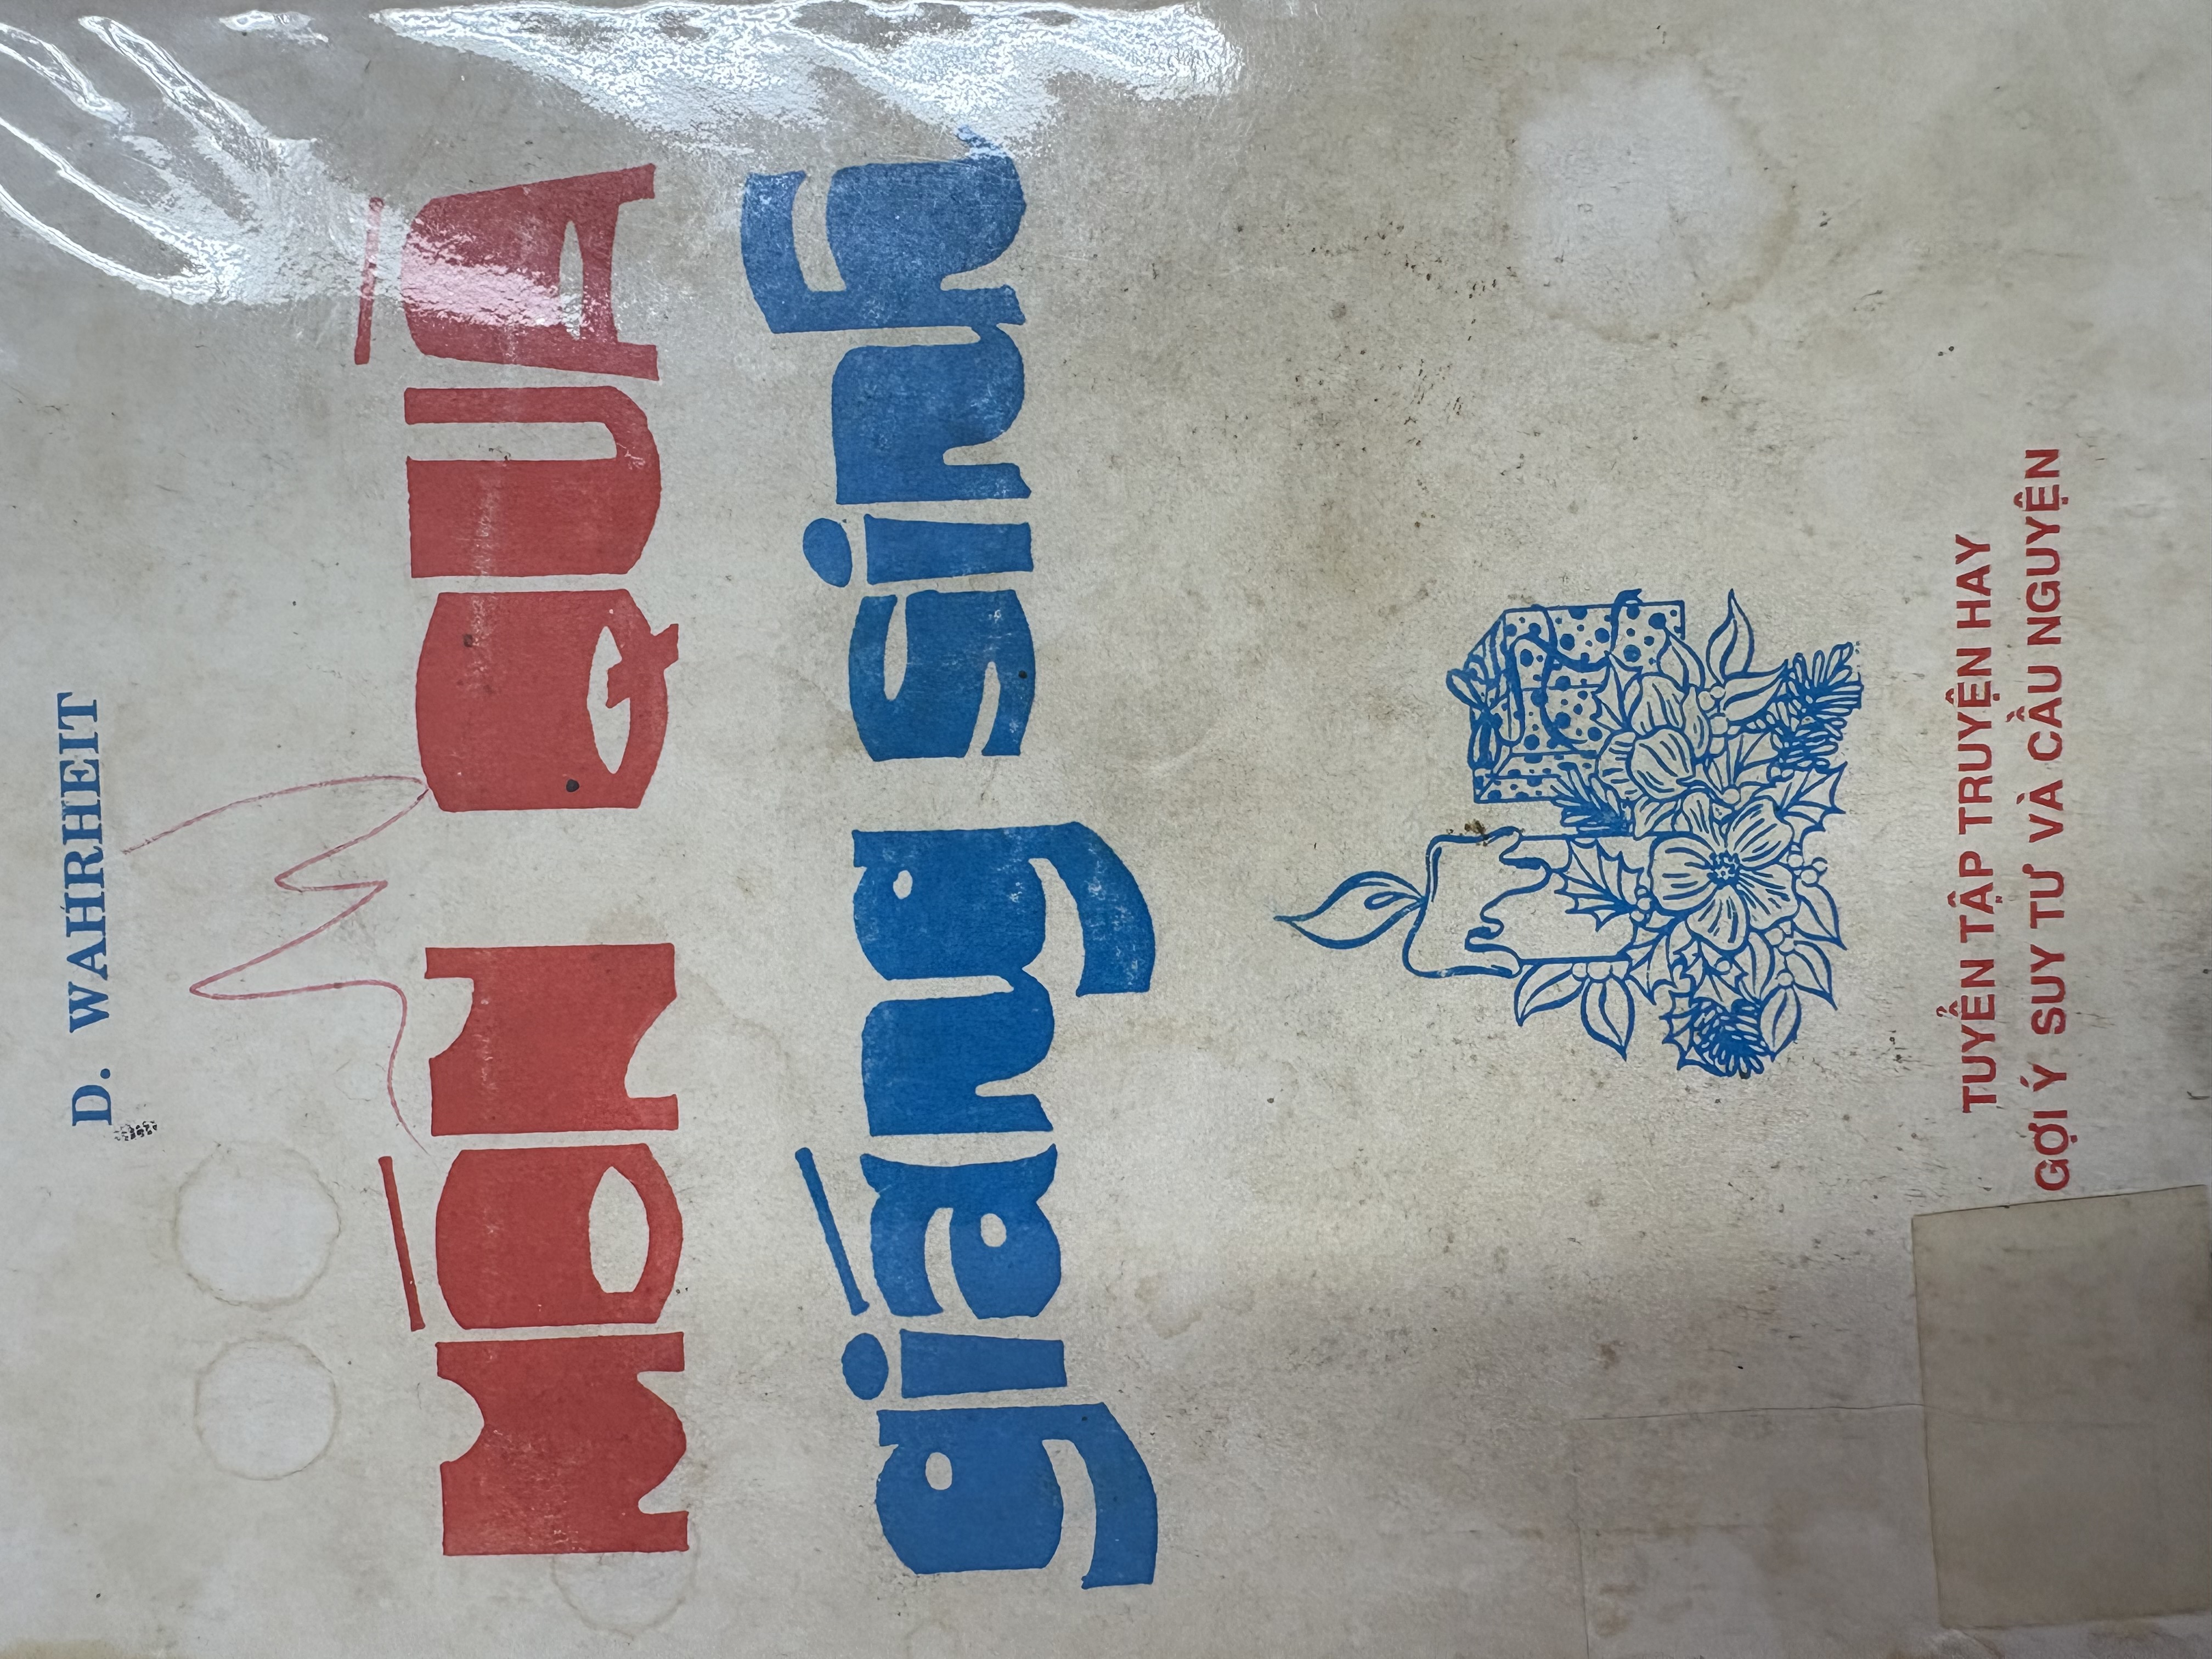 D. WAHRHEIT
MÓN QUÀ
giáng sinh
TUYỂN TẬP TRUYỆN HAY
GỢI Ý SUY TƯ VÀ CẦU NGUYỆN